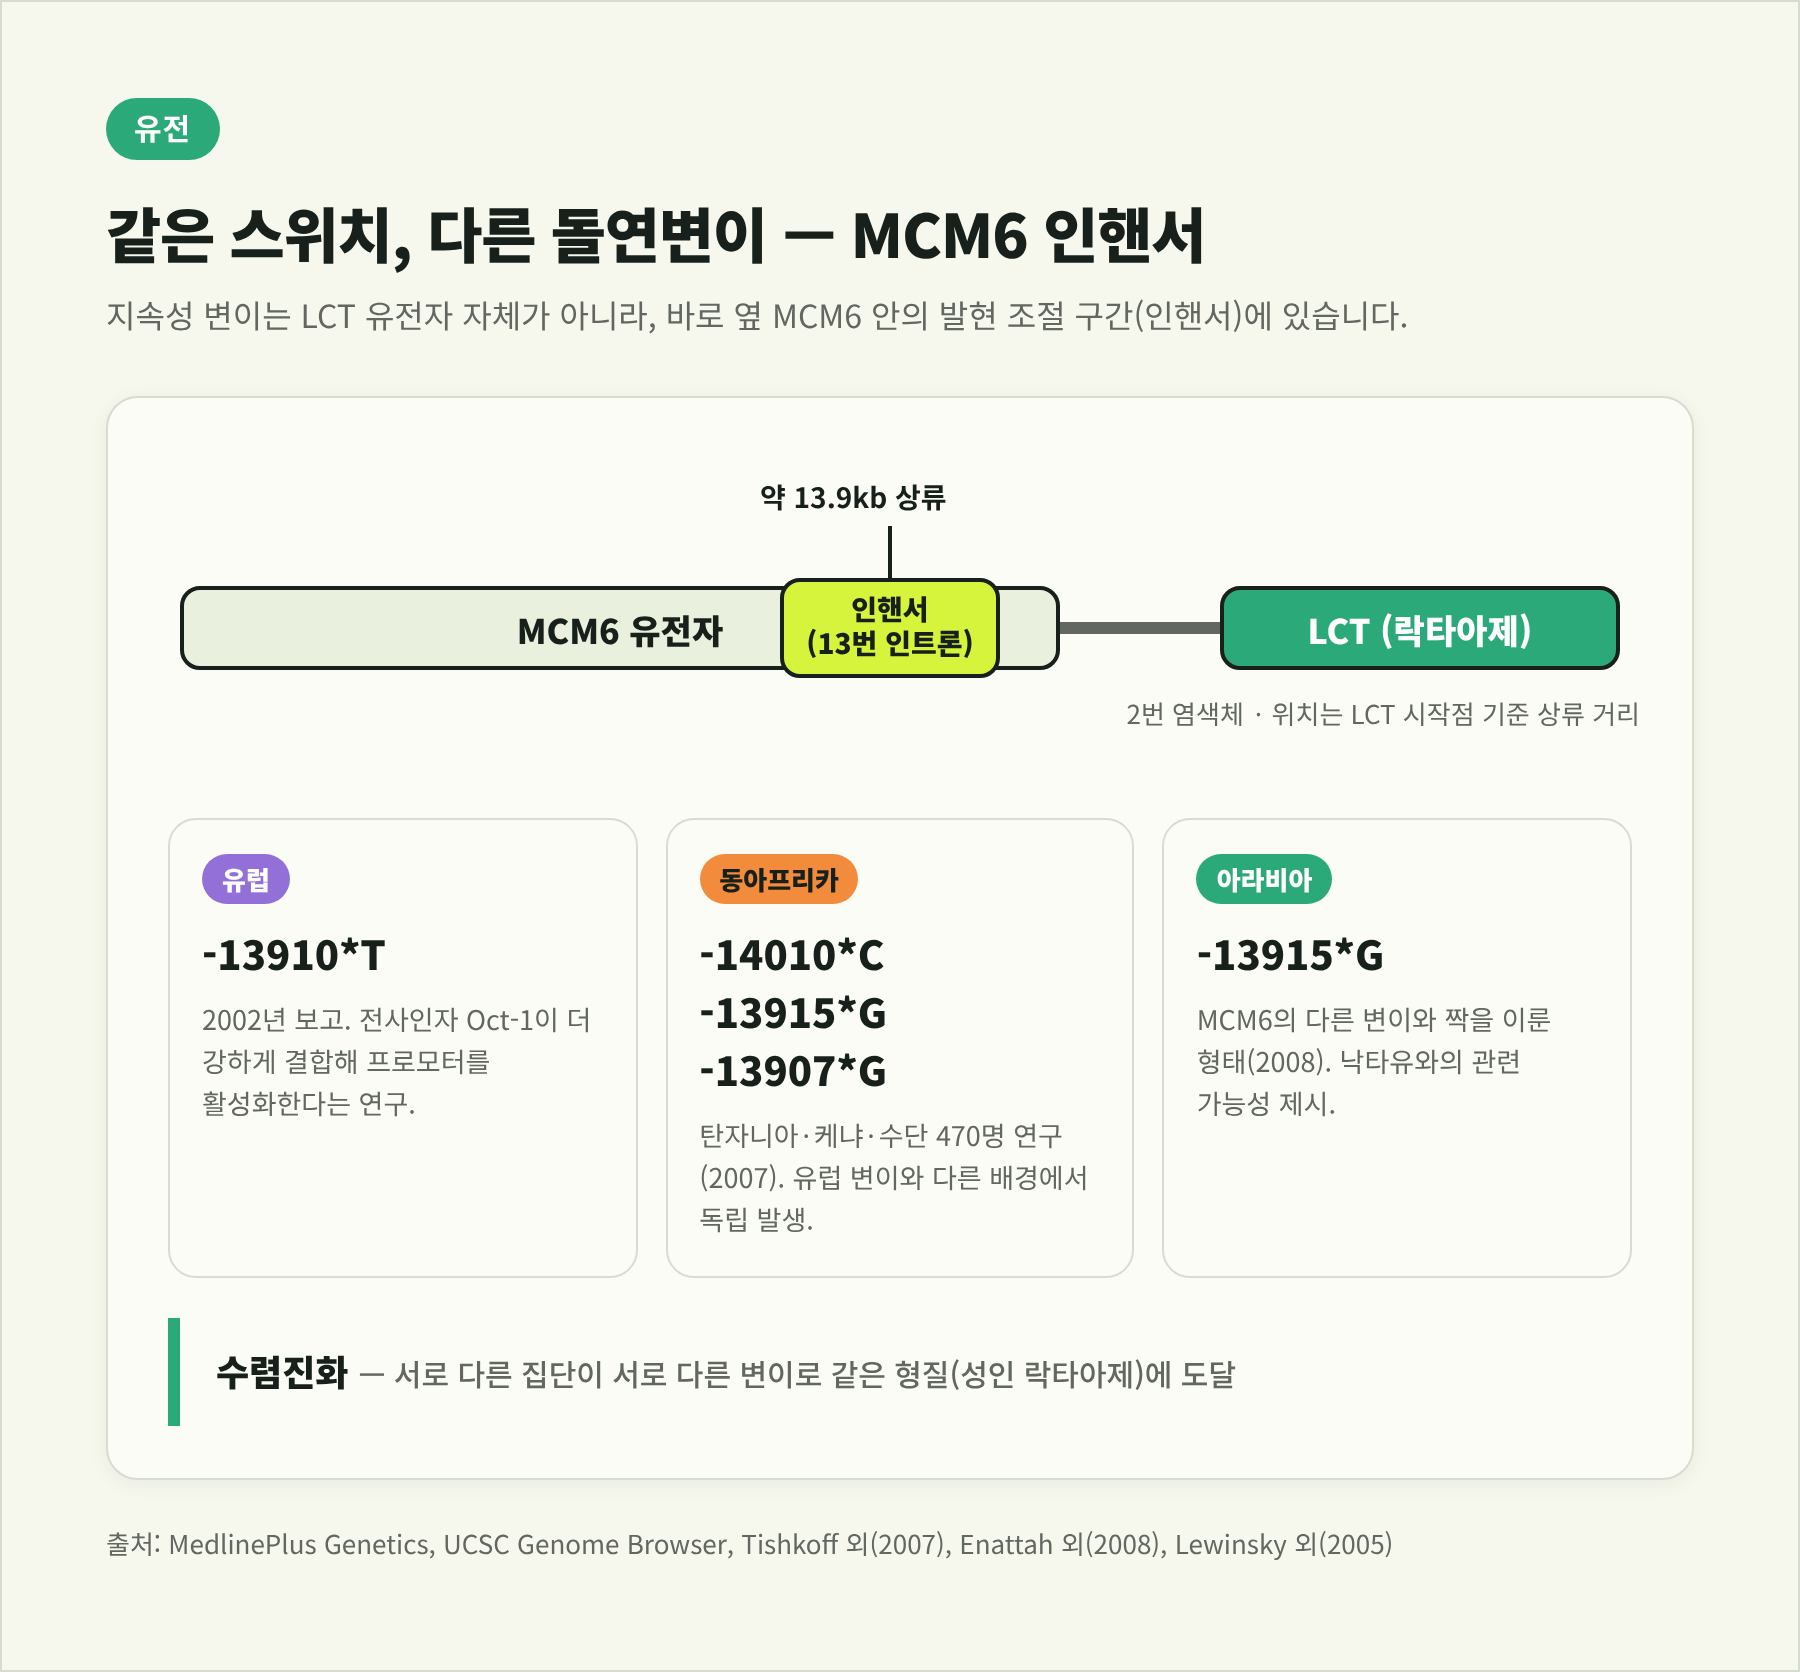 유전
같은 스위치, 다른 돌연변이 — MCM6 인핸서
지속성 변이는 LCT 유전자 자체가 아니라, 바로 옆 MCM6 안의 발현 조절 구간(인핸서)에 있습니다.
약 13.9kb 상류
MCM6 유전자
인핸서
(13번 인트론)
LCT (락타아제)
2번 염색체 · 위치는 LCT 시작점 기준 상류 거리
유럽
-13910*T
2002년 보고. 전사인자 Oct-1이 더
강하게 결합해 프로모터를
활성화한다는 연구.
동아프리카
-14010*C
-13915*G
-13907*G
탄자니아·케냐·수단 470명 연구
(2007). 유럽 변이와 다른 배경에서
독립 발생.
아라비아
-13915*G
MCM6의 다른 변이와 짝을 이룬
형태(2008). 낙타유와의 관련
가능성 제시.
수렴진화 — 서로 다른 집단이 서로 다른 변이로 같은 형질(성인 락타아제)에 도달
출처: MedlinePlus Genetics, UCSC Genome Browser, Tishkoff 외(2007), Enattah 외(2008), Lewinsky 외(2005)